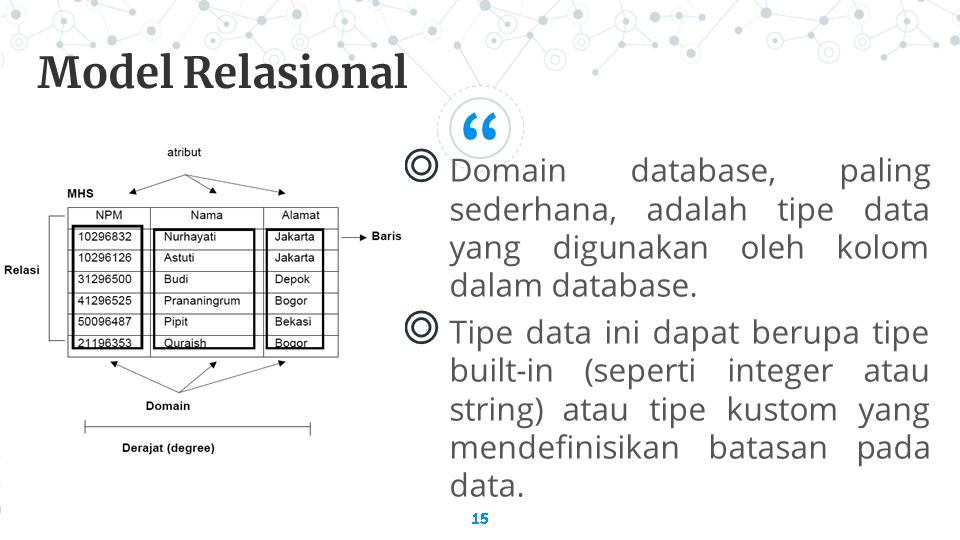 Model Relasional
“
atribut
MHS
NPM Nama Alamat
10296832 Nurhayati Jakarta
10296126 Astuti Jakarta
31296500 Budi Depok
41296525 Prananingrum Bogor
50096487 Pipit Bekasi
21196353 Quraish Bogor
Baris
Relasi
Domain
Derajat (degree)
Domain database, paling
sederhana, adalah tipe data
yang digunakan oleh kolom
dalam database.
Tipe data ini dapat berupa tipe
built-in (seperti integer atau
string) atau tipe kustom yang
mendefinisikan batasan pada
data.
15